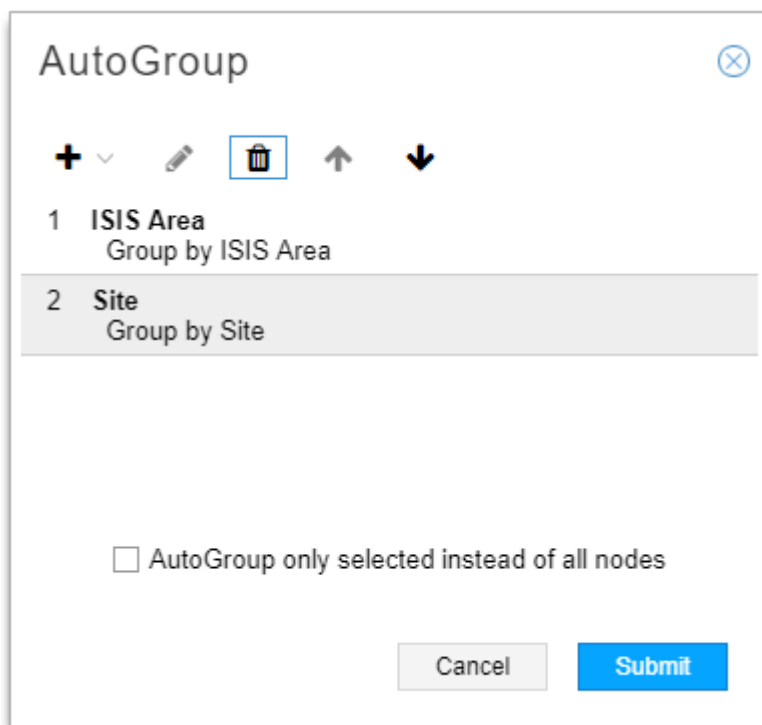 AutoGroup
1 ISIS Area
Group by ISIS Area
2 Site
Group by Site
AutoGroup only selected instead of all nodes
Cancel Submit